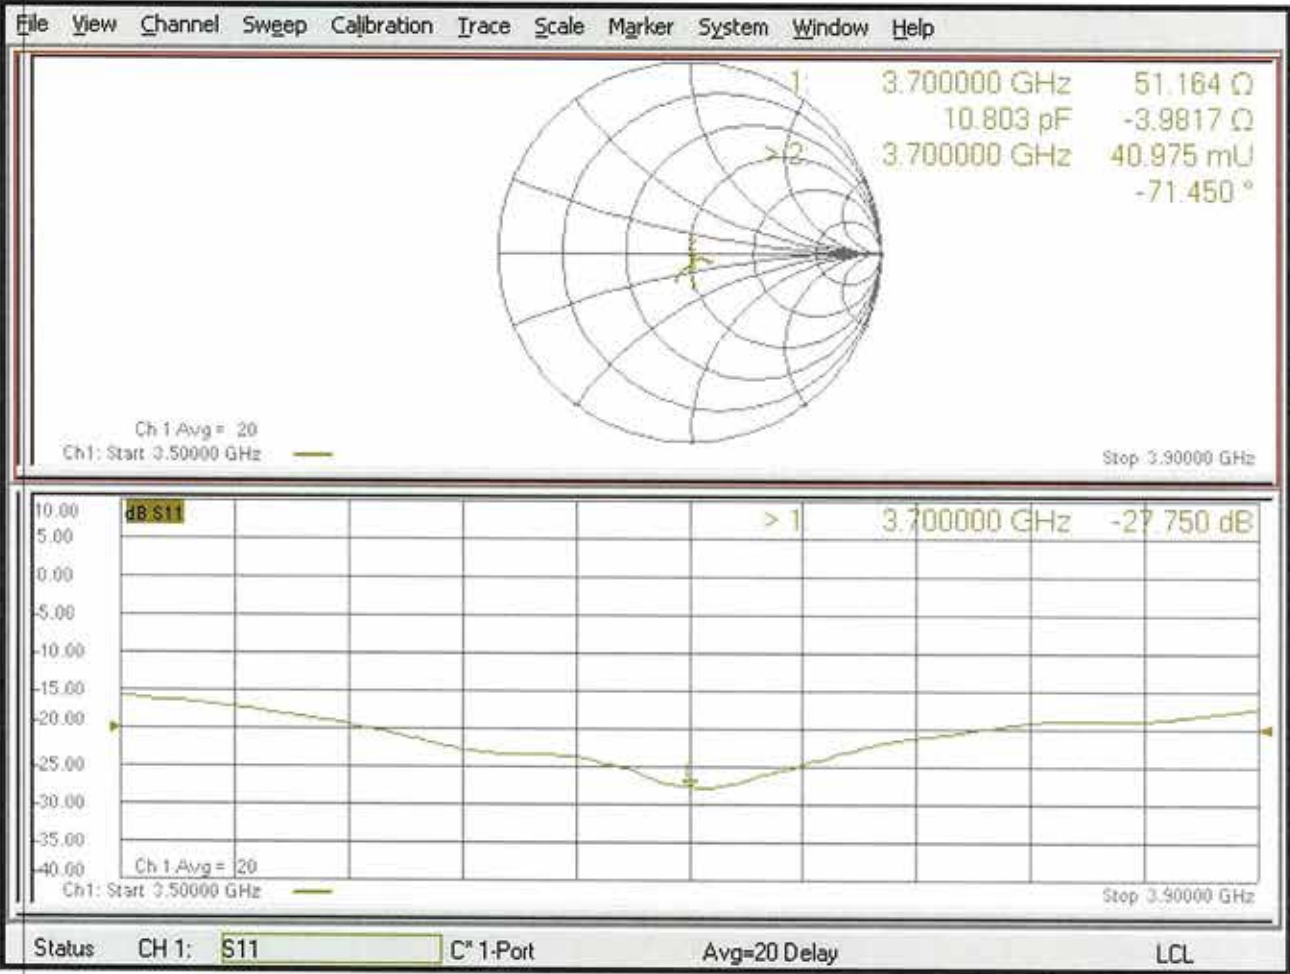 File View Channel Sweep Calibration Trace Scale Marker System Window Help
1: 3.700000 GHz 51.164 Ω
10.803 pF -3.9817 Ω
> 2 3.700000 GHz 40.975 mU
-71.450 °
Ch 1 Avg = 20
Ch1: Start 3.50000 GHz
Stop 3.90000 GHz
10.00
dB S11
> 1 3.700000 GHz -27.750 dB
5.00
0.00
-5.00
-10.00
-15.00
-20.00
-25.00
-30.00
-35.00
-40.00
Ch 1 Avg = 20
Ch1: Start 3.50000 GHz
Stop 3.90000 GHz
Status CH 1: S11 C* 1-Port Avg=20 Delay LCL